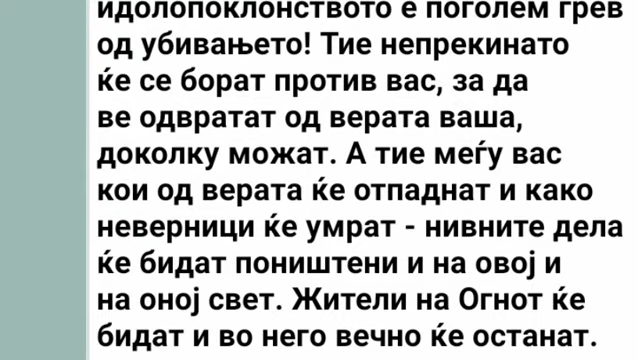 идолопоклонството е поголем грев
од убивањето! Тие непрекинато
ќе се борат против вас, за да
ве одвратат од верата ваша,
доколку можат. А тие меѓу вас
кои од верата ќе отпаднат и како
неверници ќе умрат - нивните дела
ќе бидат поништени и на овој и
на оној свет. Жители на Огнот ќе
бидат и во него вечно ќе останат.